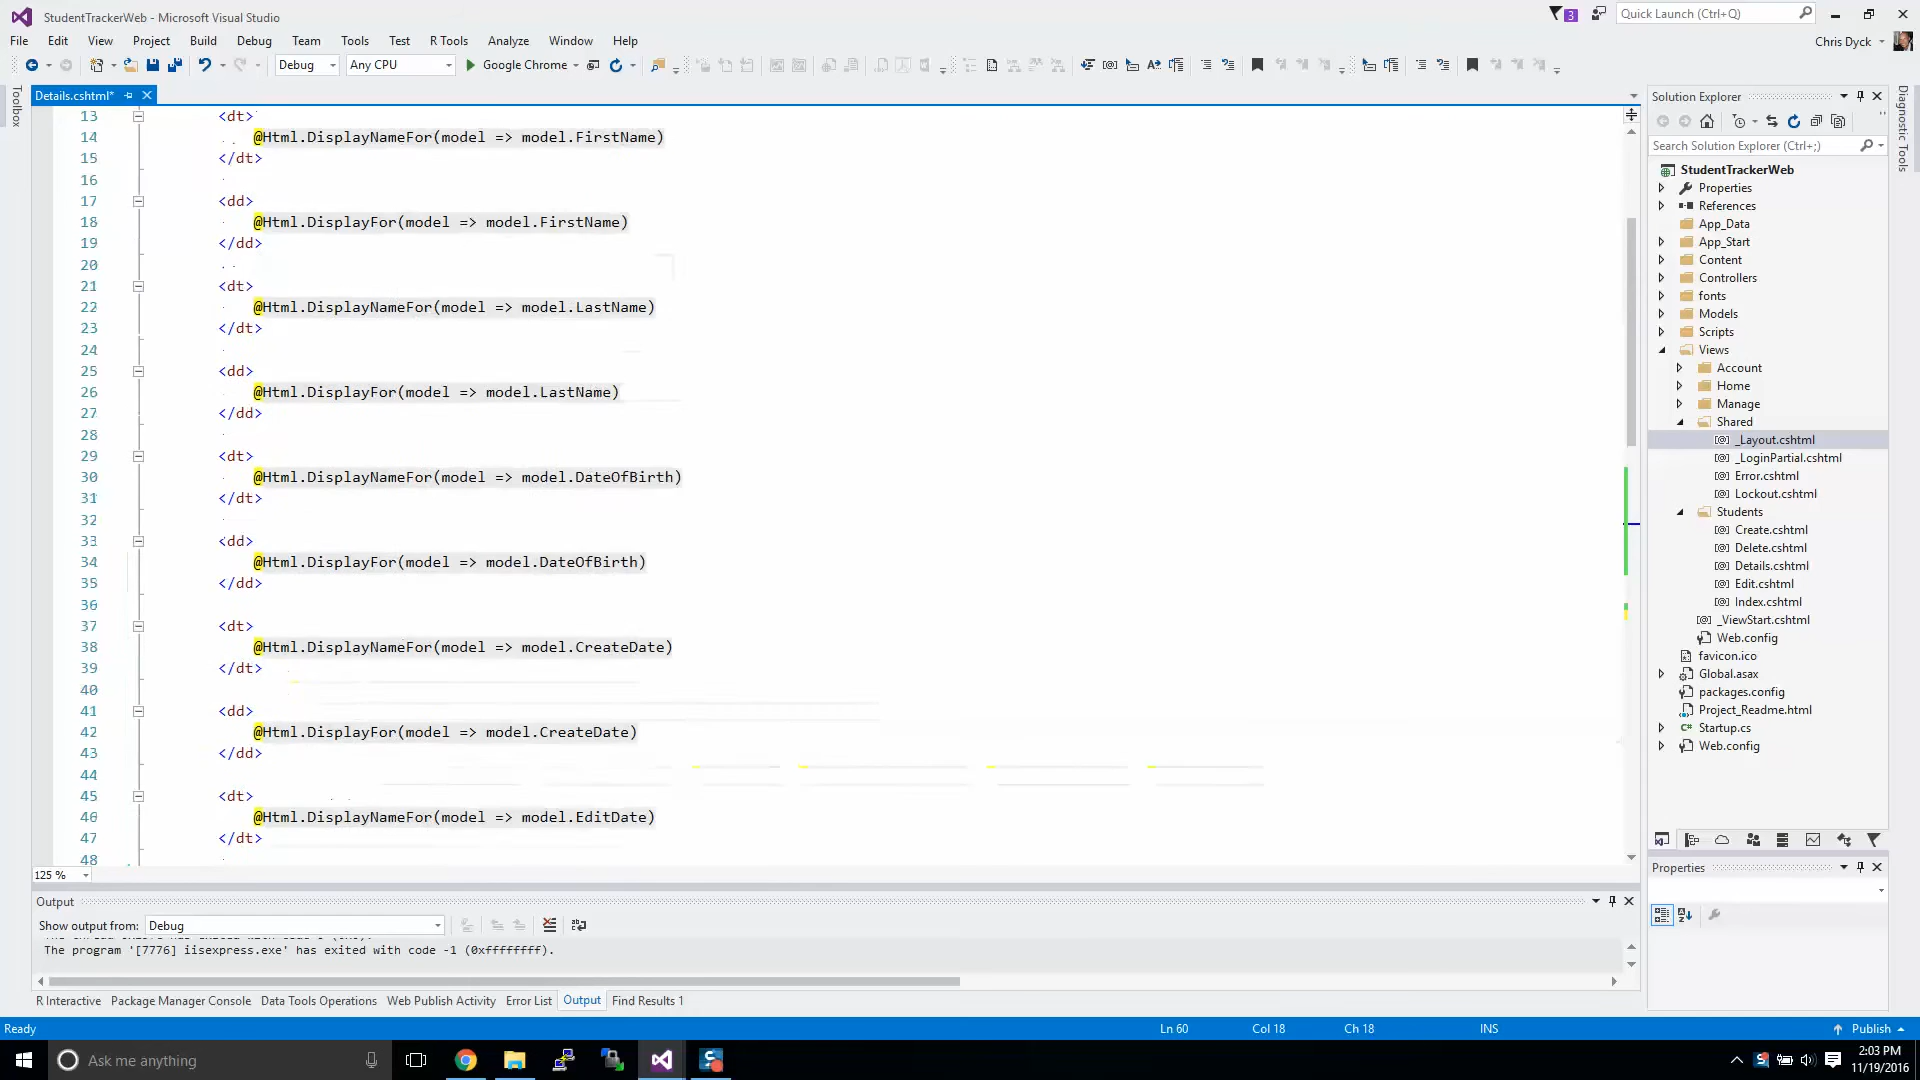 StudentTrackerWeb - Microsoft Visual Studio
3
Quick Launch (Ctrl+Q)
File Edit View Project Build Debug Team Tools Test R Tools Analyze Window Help
Chris Dyck
Debug Any CPU Google Chrome
Toolbox
Details.cshtml*
13 <dt>
14 @Html.DisplayNameFor(model => model.FirstName)
15 </dt>
16
17 <dd>
18 @Html.DisplayFor(model => model.FirstName)
19 </dd>
20
21 <dt>
22 @Html.DisplayNameFor(model => model.LastName)
23 </dt>
24
25 <dd>
26 @Html.DisplayFor(model => model.LastName)
27 </dd>
28
29 <dt>
30 @Html.DisplayNameFor(model => model.DateOfBirth)
31 </dt>
32
33 <dd>
34 @Html.DisplayFor(model => model.DateOfBirth)
35 </dd>
36
37 <dt>
38 @Html.DisplayNameFor(model => model.CreateDate)
39 </dt>
40
41 <dd>
42 @Html.DisplayFor(model => model.CreateDate)
43 </dd>
44
45 <dt>
46 @Html.DisplayNameFor(model => model.EditDate)
47 </dt>
48
125 %
Solution Explorer
Search Solution Explorer (Ctrl+;)
StudentTrackerWeb
Properties
References
App_Data
App_Start
Content
Controllers
fonts
Models
Scripts
Views
Account
Home
Manage
Shared
_Layout.cshtml
_LoginPartial.cshtml
Error.cshtml
Lockout.cshtml
Students
Create.cshtml
Delete.cshtml
Details.cshtml
Edit.cshtml
Index.cshtml
_ViewStart.cshtml
Web.config
favicon.ico
Global.asax
packages.config
Project_Readme.html
Startup.cs
Web.config
Diagnostic Tools
Properties
Output
Show output from: Debug
The program '[7776] iisexpress.exe' has exited with code -1 (0xffffffff).
R Interactive Package Manager Console Data Tools Operations Web Publish Activity Error List Output Find Results 1
Ready Ln 60 Col 18 Ch 18 INS Publish
Ask me anything
2:03 PM
11/19/2016